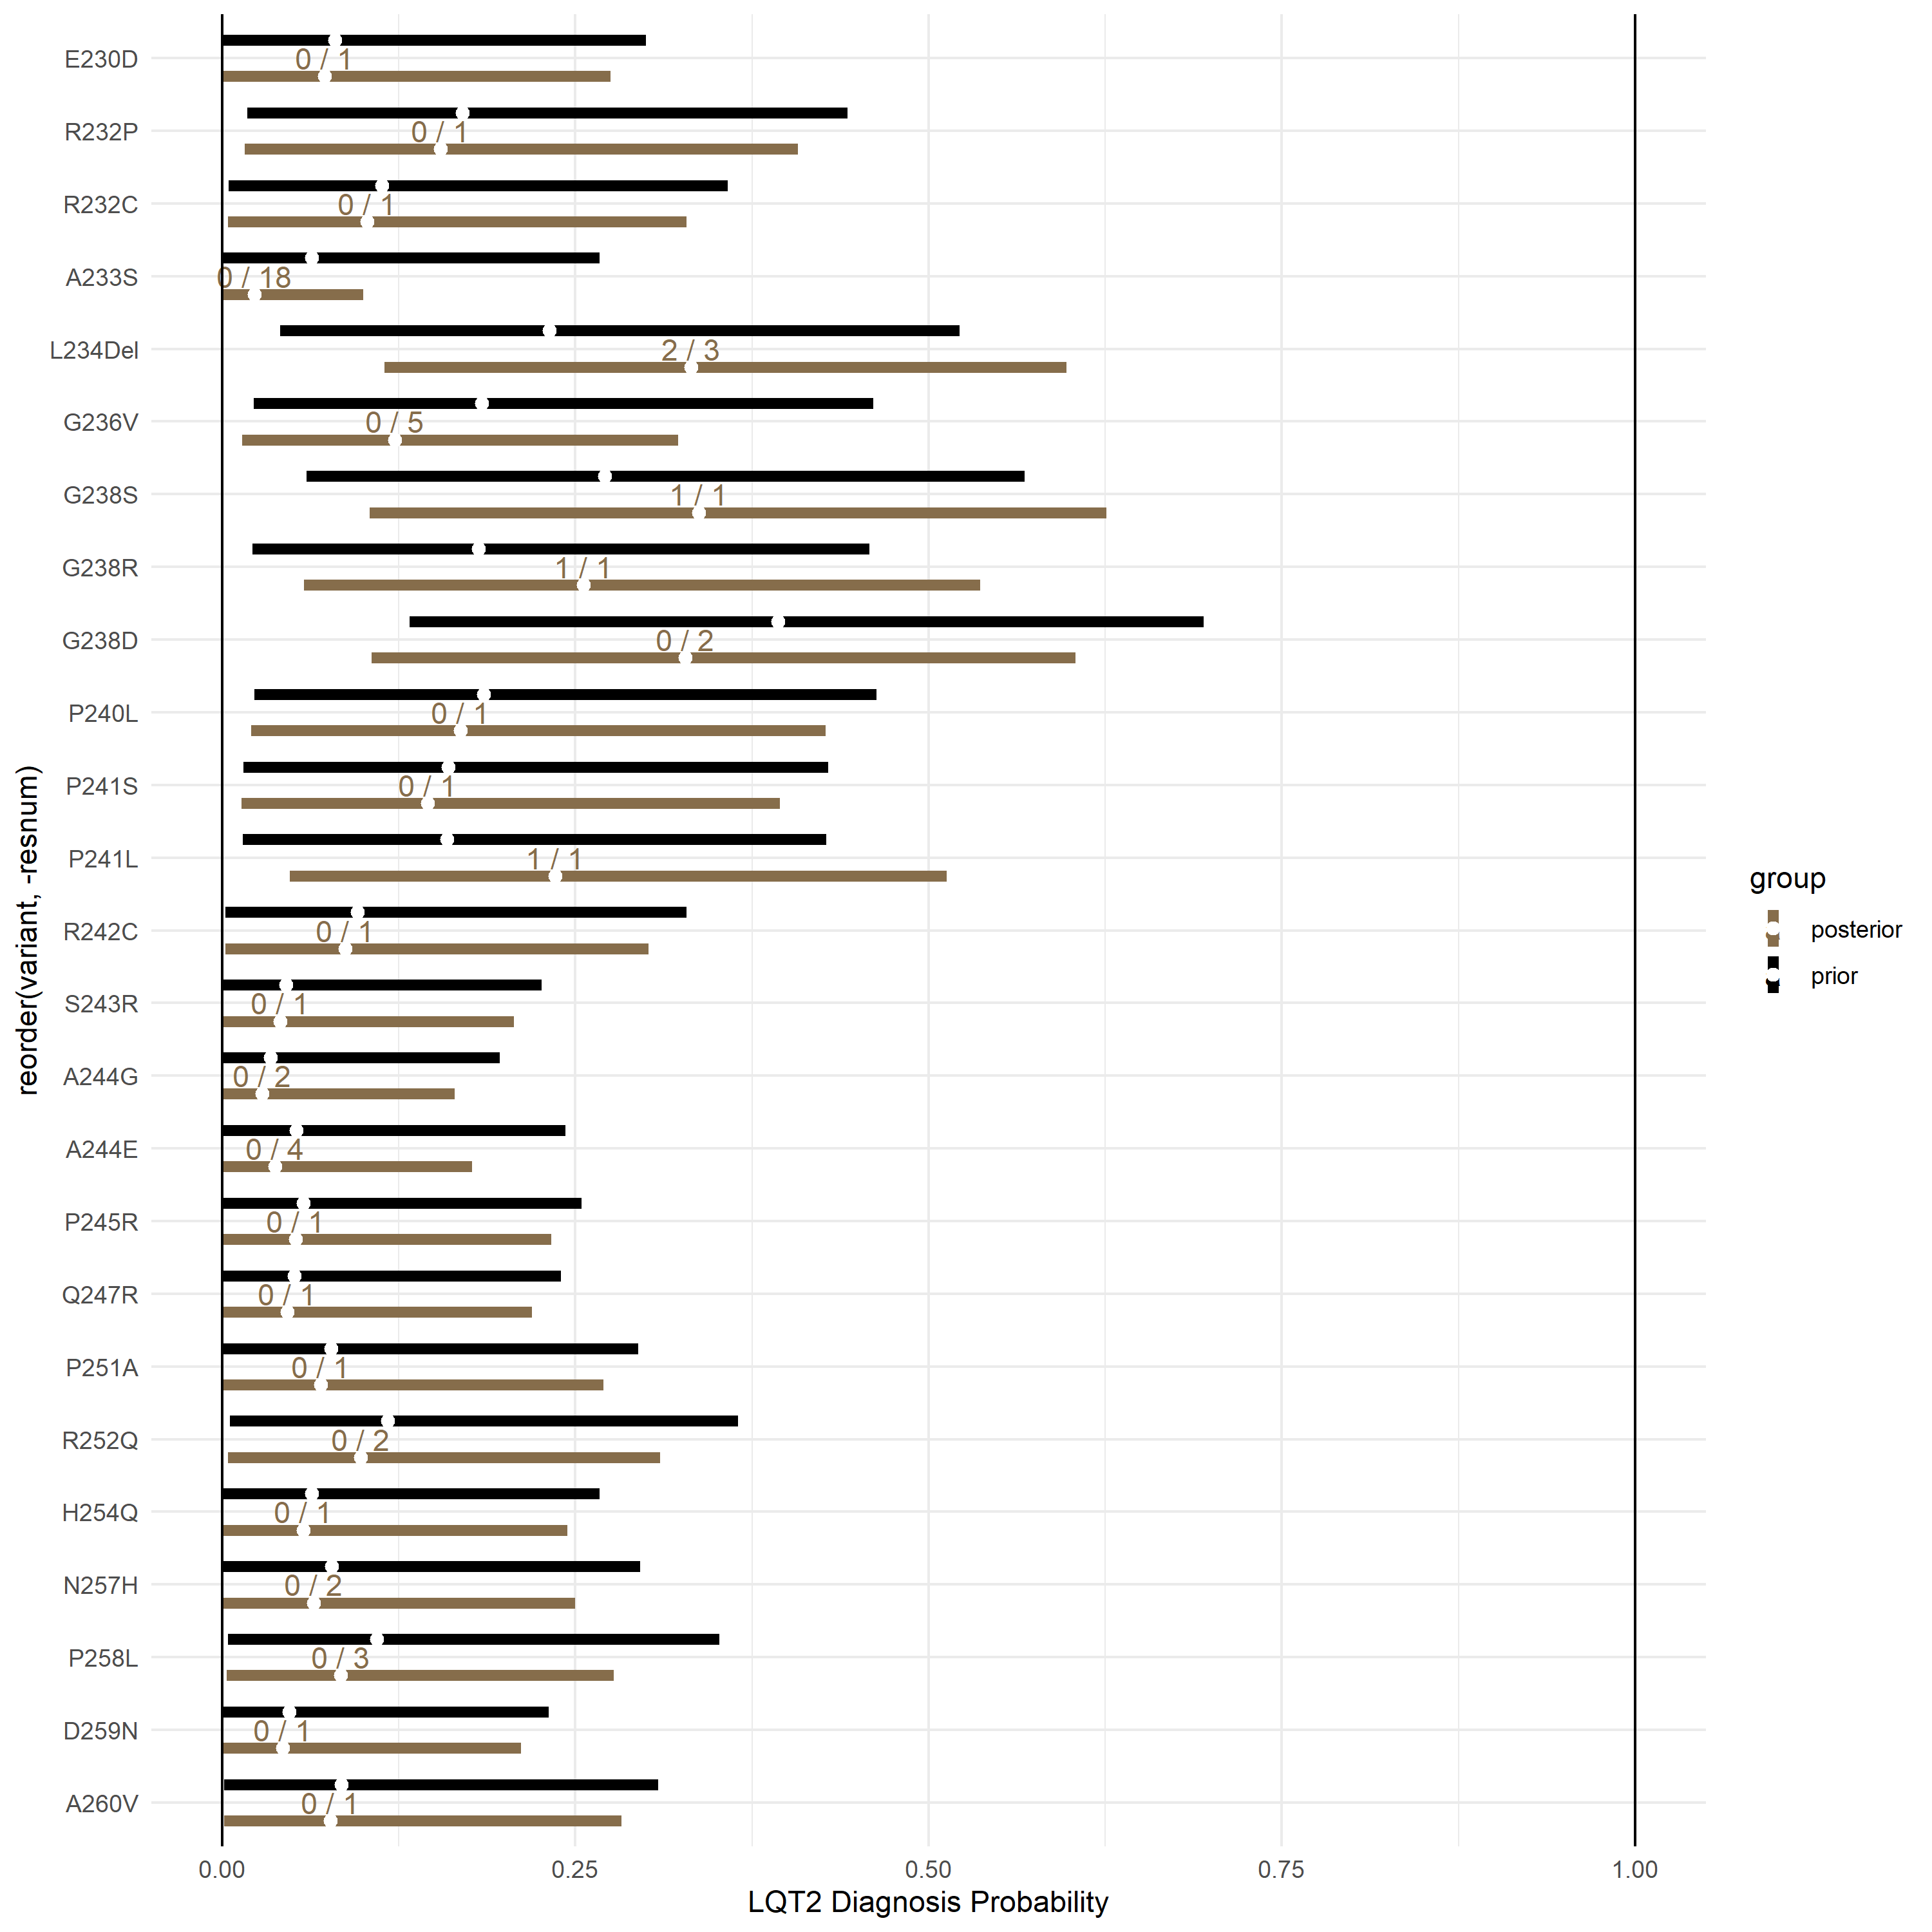 E230D
0 / 1
R232P
0 / 1
R232C
0 / 1
A233S
0 / 18
L234Del
2 / 3
G236V
0 / 5
G238S
1 / 1
G238R
1 / 1
G238D
0 / 2
P240L
0 / 1
P241S
0 / 1
P241L
1 / 1
R242C
0 / 1
S243R
0 / 1
A244G
0 / 2
A244E
0 / 4
P245R
0 / 1
Q247R
0 / 1
P251A
0 / 1
R252Q
0 / 2
H254Q
0 / 1
N257H
0 / 2
P258L
0 / 3
D259N
0 / 1
A260V
0 / 1
reorder(variant, -resnum)
0.00
0.25
0.50
0.75
1.00
LQT2 Diagnosis Probability
group
posterior
prior